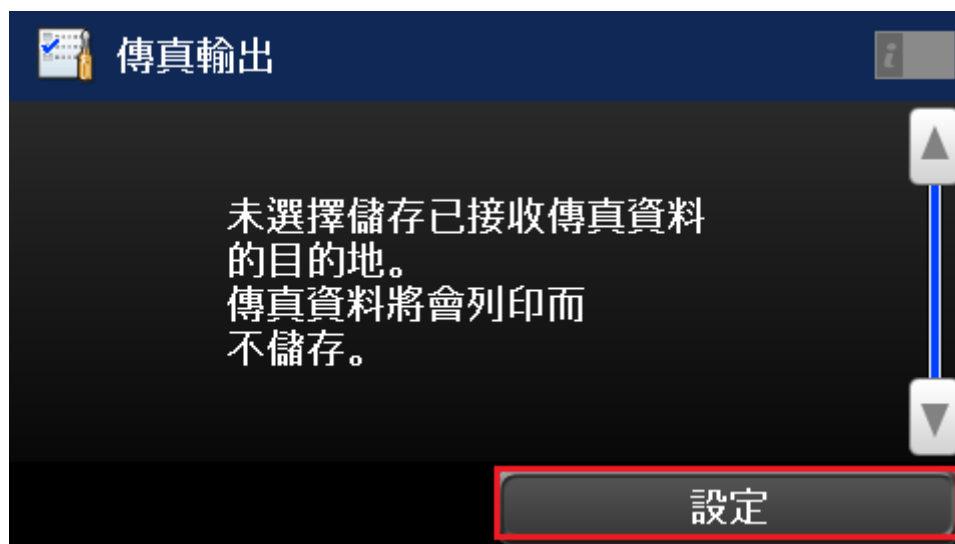 傳真輸出
i
未選擇儲存已接收傳真資料
的目的地。
傳真資料將會列印而
不儲存。
設定